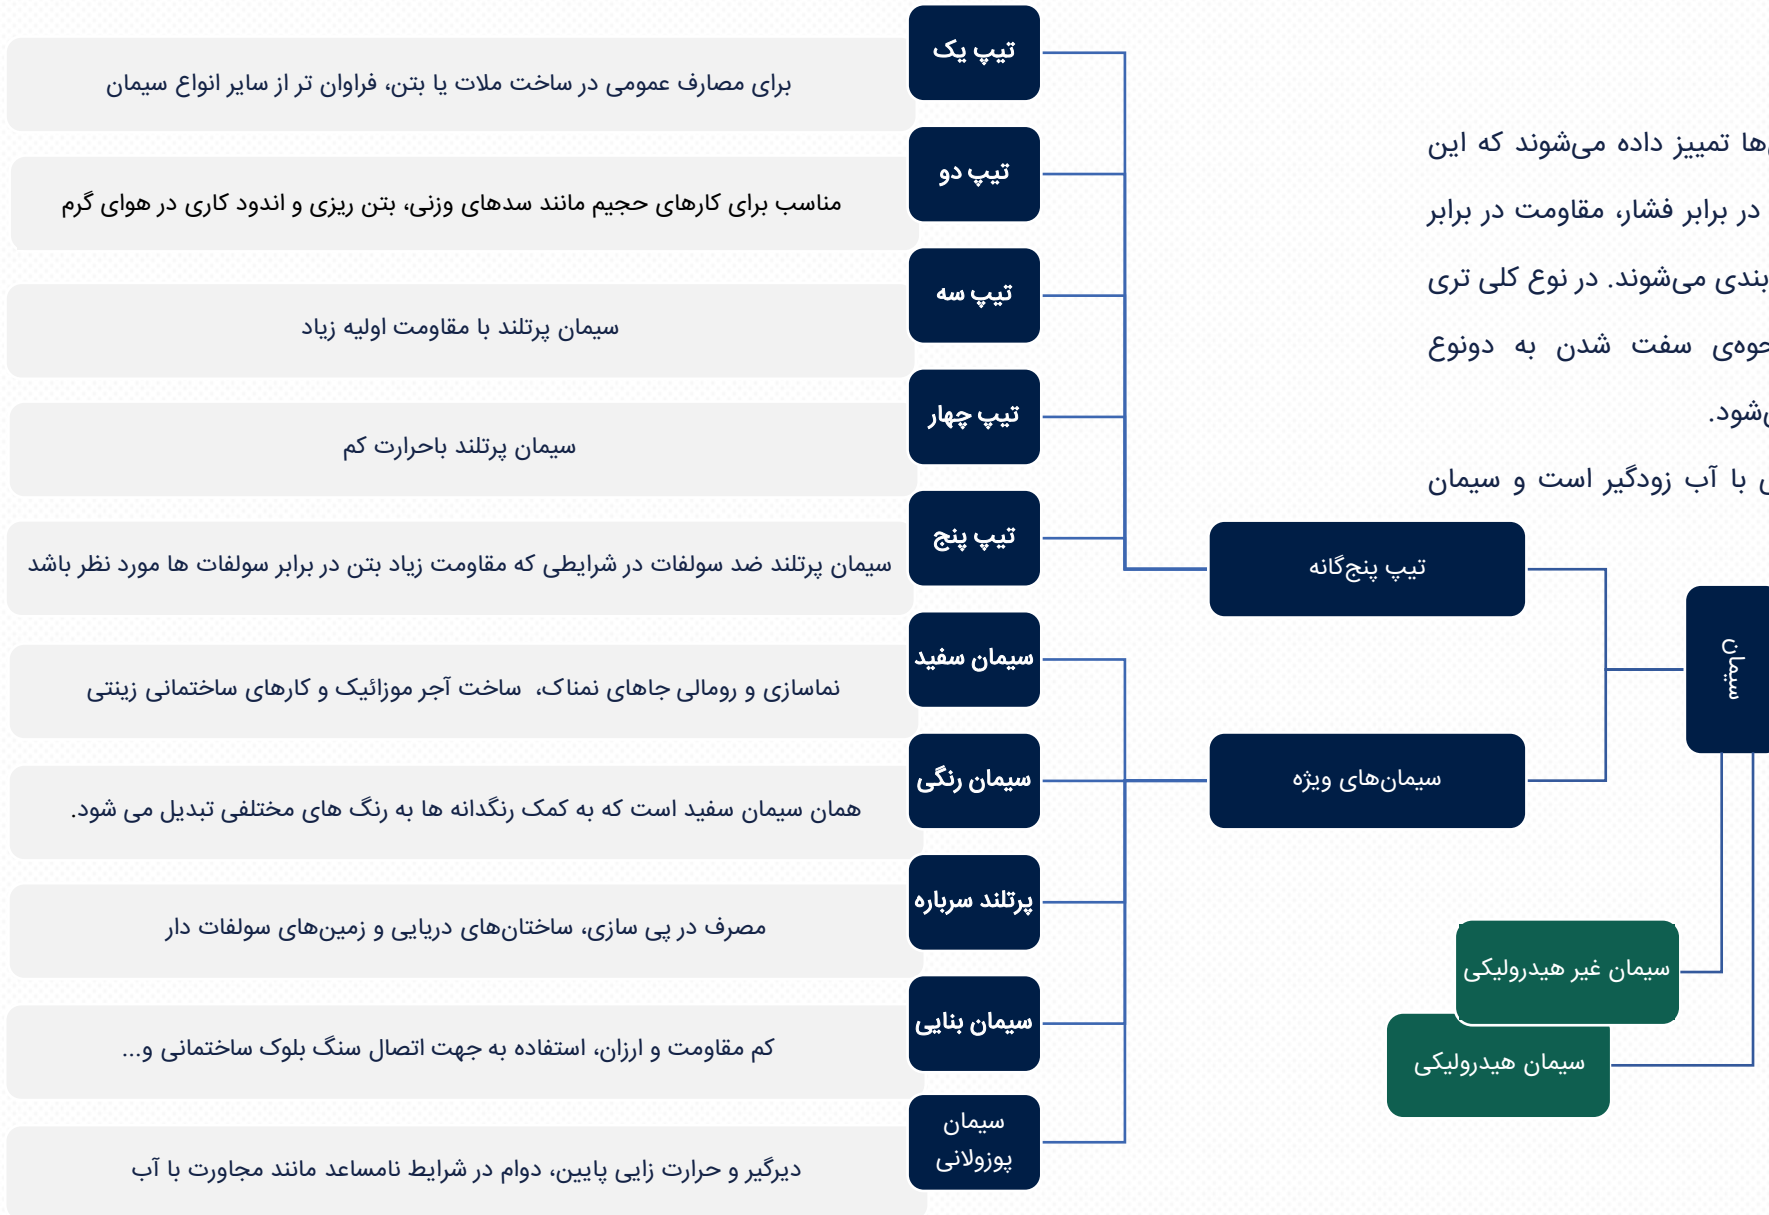 ها تمییز داده می‌شوند که این
در برابر فشار، مقاومت در برابر
بندی می‌شوند. در نوع کلی تری
سفت شدن به دونوع
با آب زودگیر است و سیمان
سیمان
تیپ پنج‌گانه
تیپ یک
برای مصارف عمومی در ساخت ملات یا بتن، فراوان تر از سایر انواع سیمان
تیپ دو
مناسب برای کارهای حجیم مانند سدهای وزنی، بتن ریزی و اندود کاری در هوای گرم
تیپ سه
سیمان پرتلند با مقاومت اولیه زیاد
تیپ چهار
سیمان پرتلند باحرارت کم
تیپ پنج
سیمان پرتلند ضد سولفات در شرایطی که مقاومت زیاد بتن در برابر سولفات ها مورد نظر باشد
سیمان‌های ویژه
سیمان سفید
نماسازی و رومالی جاهای نمناک، ساخت آجر موزائیک و کارهای ساختمانی زینتی
سیمان رنگی
همان سیمان سفید است که به کمک رنگدانه ها به رنگ های مختلفی تبدیل می شود.
پرتلند سرباره
مصرف در پی سازی، ساختان‌های دریایی و زمین‌های سولفات دار
سیمان بنایی
کم مقاومت و ارزان، استفاده به جهت اتصال سنگ بلوک ساختمانی و...
سیمان
پوزولانی
دیرگیر و حرارت زایی پایین، دوام در شرایط نامساعد مانند مجاورت با آب
سیمان غیر هیدرولیکی
سیمان هیدرولیکی